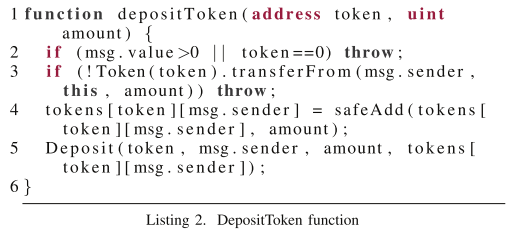 1 function depositToken(address token, uint
amount) {
2 if (msg.value>0 || token==0) throw;
3 if (!Token(token).transferFrom(msg.sender,
this, amount)) throw;
4 tokens[token][msg.sender] = safeAdd(tokens[
token][msg.sender], amount);
5 Deposit(token, msg.sender, amount, tokens[
token][msg.sender]);
6 }
Listing 2. DepositToken function